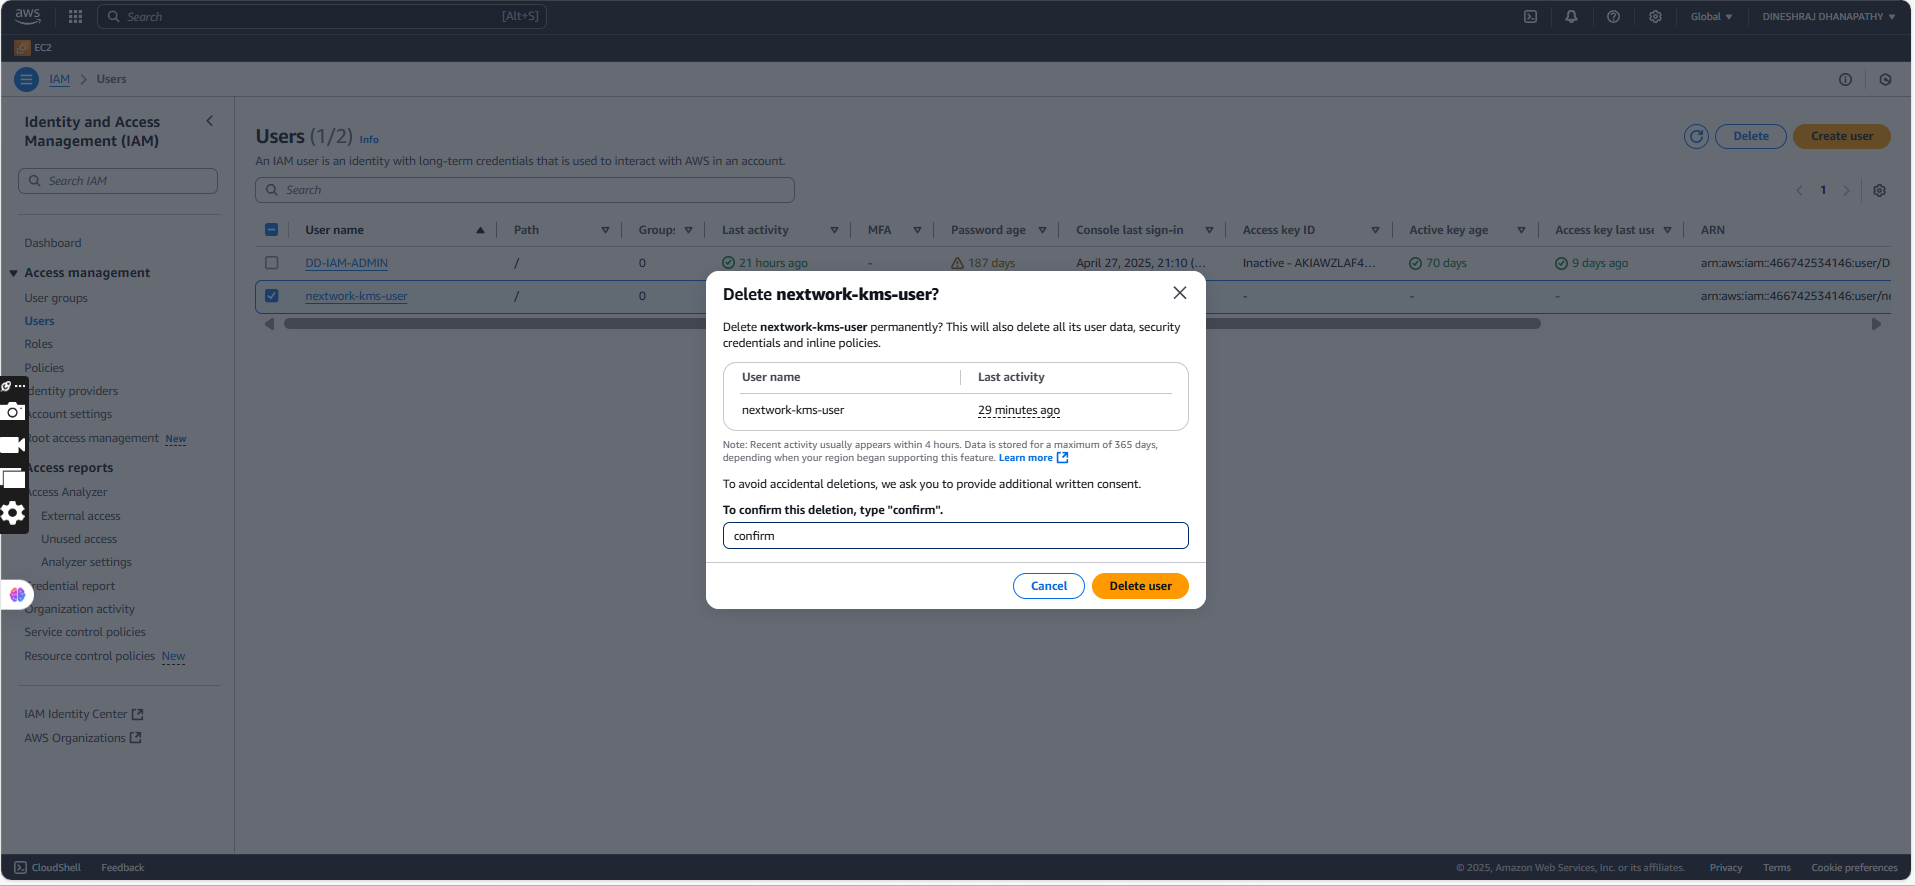 aws
Search
[Alt+S]
Global
DINESHRAJ DHANAPATHY
EC2
IAM
Users
Identity and Access
Management (IAM)
Search IAM
Dashboard
Access management
User groups
Users
Roles
Policies
Identity providers
Account settings
Root access management New
Access reports
Access Analyzer
External access
Unused access
Analyzer settings
Credential report
Organization activity
Service control policies
Resource control policies New
IAM Identity Center
AWS Organizations
Users (1/2) Info
An IAM user is an identity with long-term credentials that is used to interact with AWS in an account.
Delete
Create user
Search
1
User name Path Groups Last activity MFA Password age Console last sign-in Access key ID Active key age Access key last use ARN
DD-IAM-ADMIN / 0 21 hours ago - 187 days April 27, 2025, 21:10 (... Inactive - AKIAWZLAF4... 70 days 9 days ago arn:aws:iam::466742534146:user/D
nextwork-kms-user / 0 - - - arn:aws:iam::466742534146:user/ne
Delete nextwork-kms-user?
Delete nextwork-kms-user permanently? This will also delete all its user data, security
credentials and inline policies.
User name Last activity
nextwork-kms-user 29 minutes ago
Note: Recent activity usually appears within 4 hours. Data is stored for a maximum of 365 days,
depending when your region began supporting this feature. Learn more
To avoid accidental deletions, we ask you to provide additional written consent.
To confirm this deletion, type "confirm".
confirm
Cancel
Delete user
CloudShell
Feedback
© 2025, Amazon Web Services, Inc. or its affiliates.
Privacy
Terms
Cookie preferences